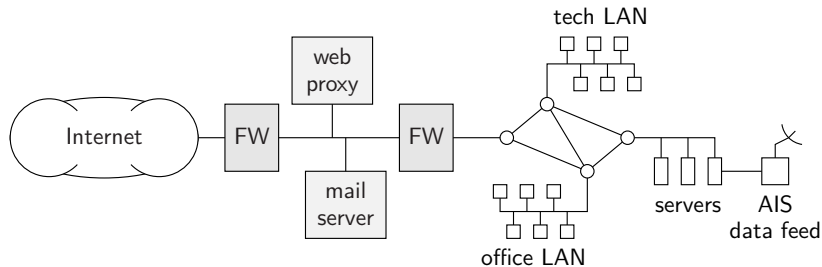 tech LAN
web
proxy
Internet
FW
FW
mail
server
servers
AIS
data feed
office LAN